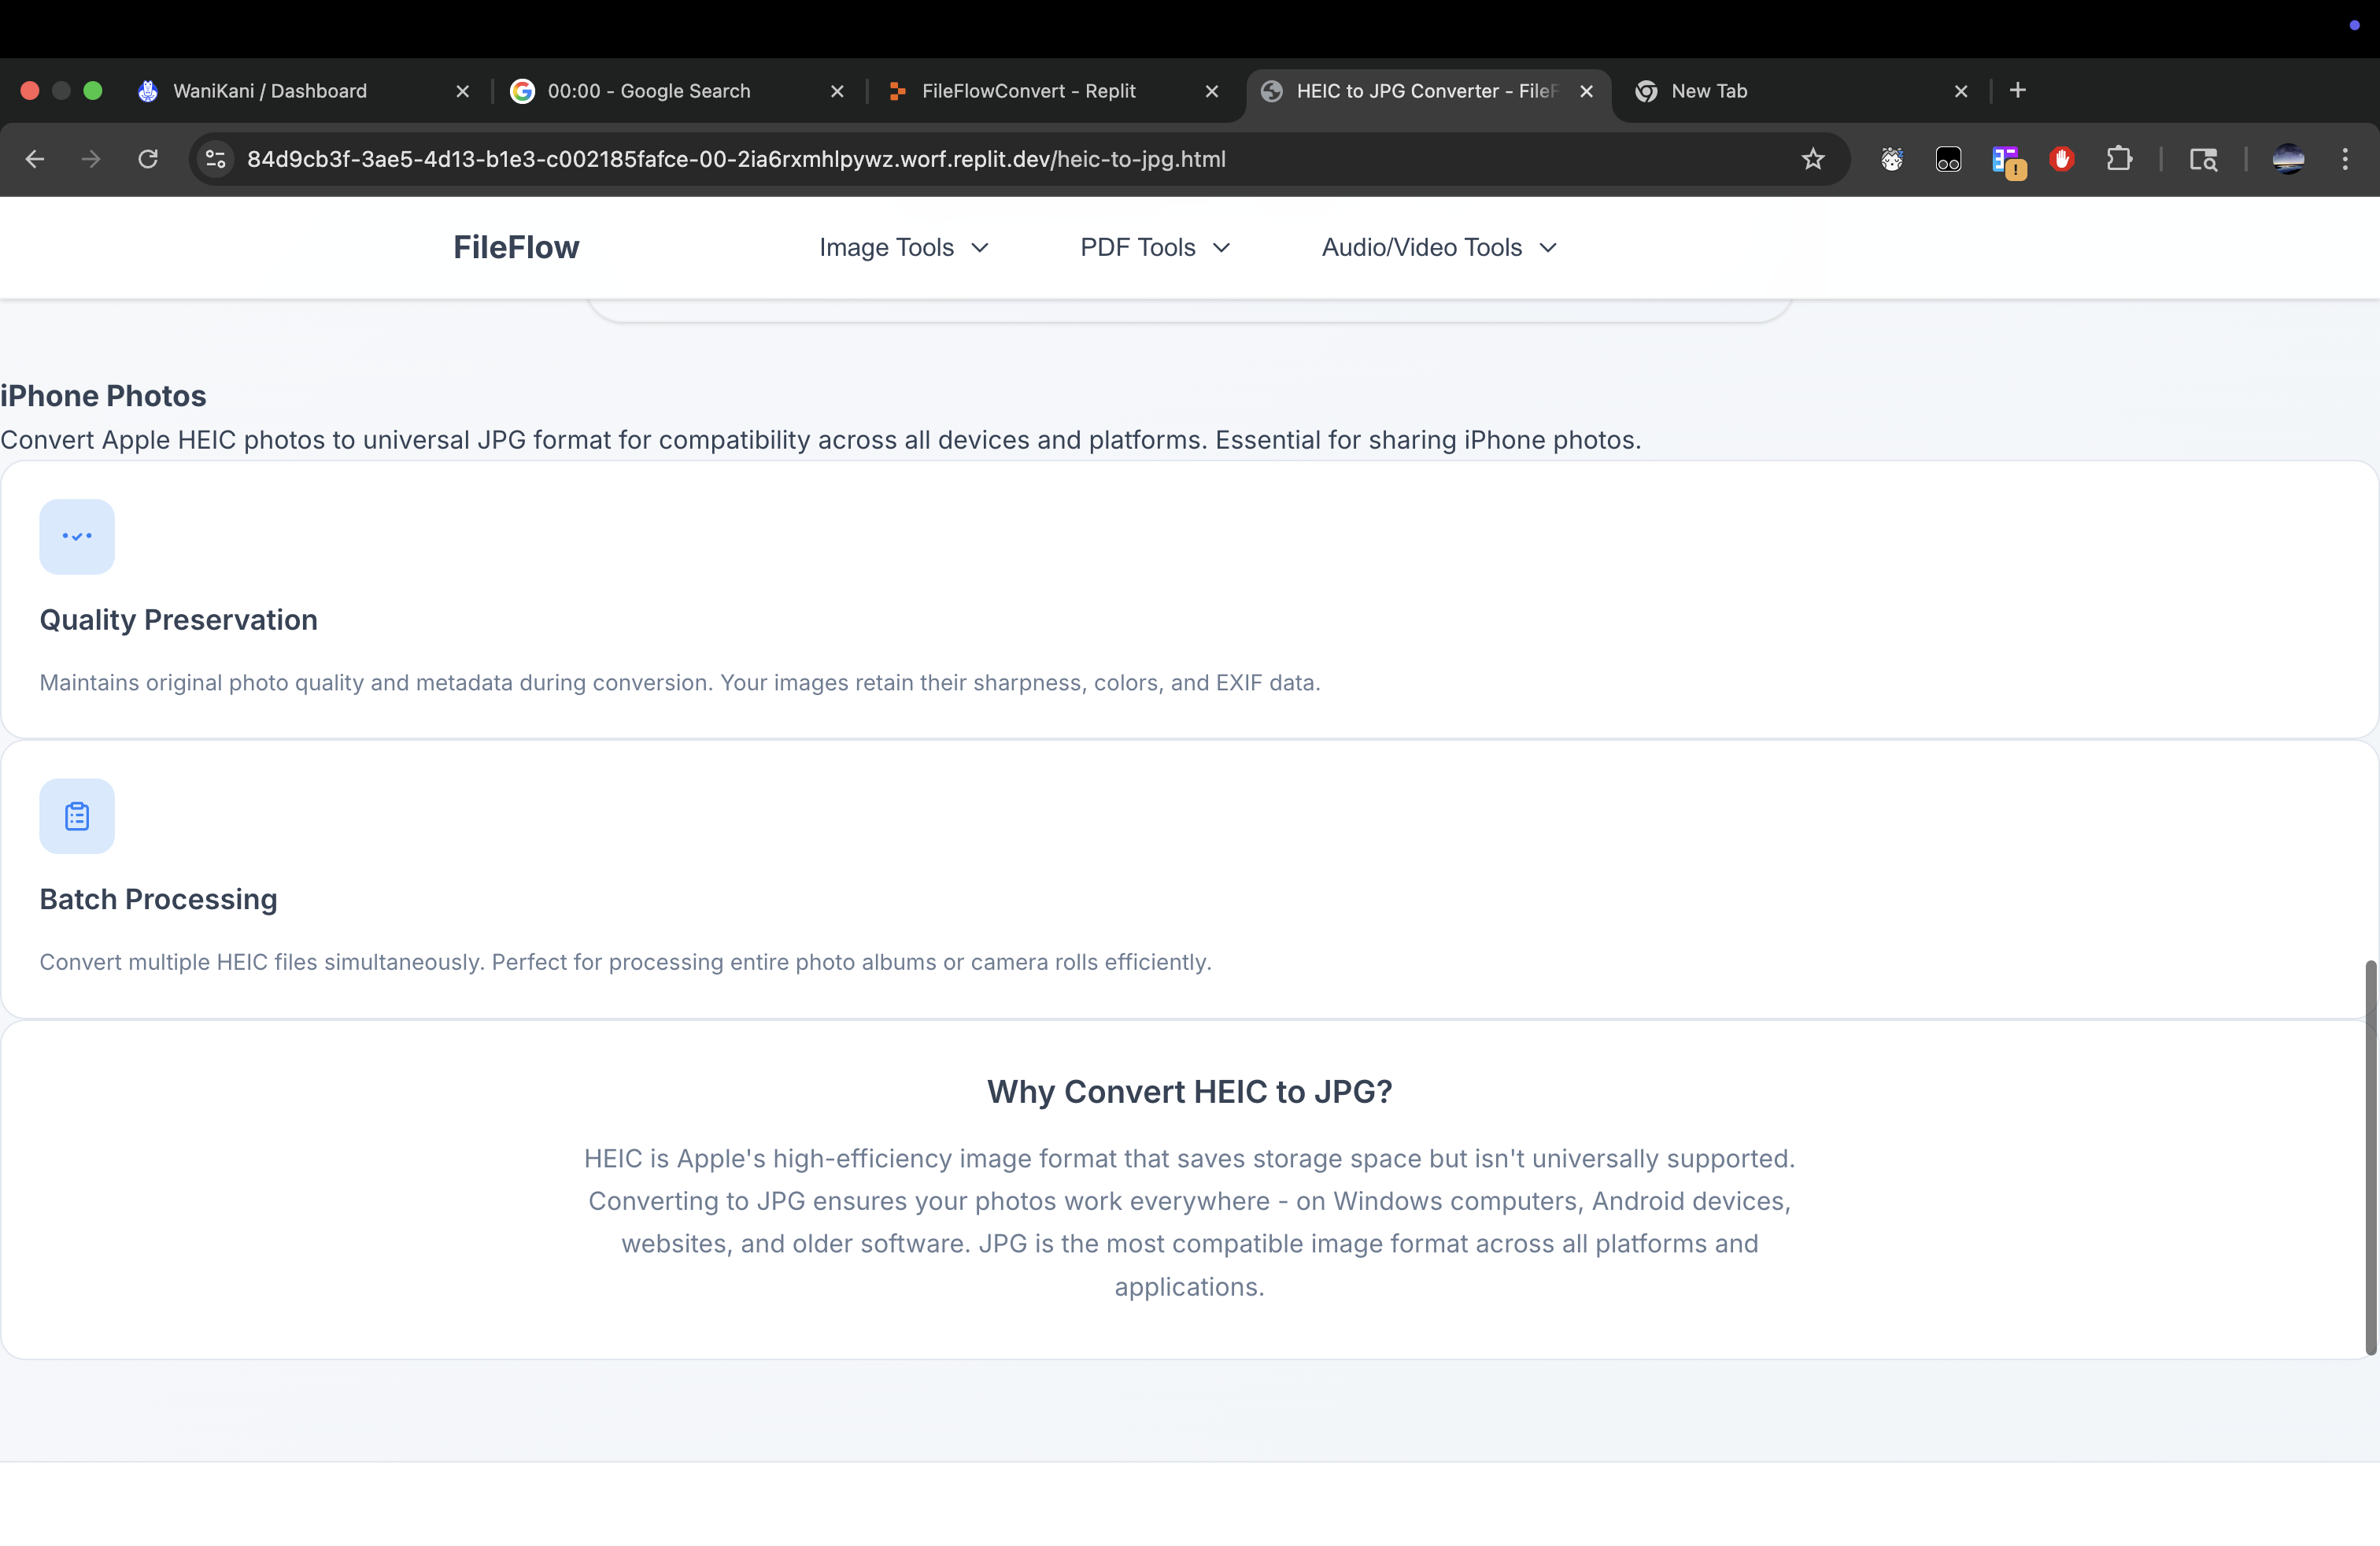 WaniKani / Dashboard
00:00 - Google Search
FileFlowConvert - Replit
HEIC to JPG Converter - FileF
New Tab
84d9cb3f-3ae5-4d13-b1e3-c002185fafce-00-2ia6rxmhlpywz.worf.replit.dev/heic-to-jpg.html
FileFlow
Image Tools
PDF Tools
Audio/Video Tools
iPhone Photos
Convert Apple HEIC photos to universal JPG format for compatibility across all devices and platforms. Essential for sharing iPhone photos.
Quality Preservation
Maintains original photo quality and metadata during conversion. Your images retain their sharpness, colors, and EXIF data.
Batch Processing
Convert multiple HEIC files simultaneously. Perfect for processing entire photo albums or camera rolls efficiently.
Why Convert HEIC to JPG?
HEIC is Apple's high-efficiency image format that saves storage space but isn't universally supported.
Converting to JPG ensures your photos work everywhere - on Windows computers, Android devices,
websites, and older software. JPG is the most compatible image format across all platforms and
applications.